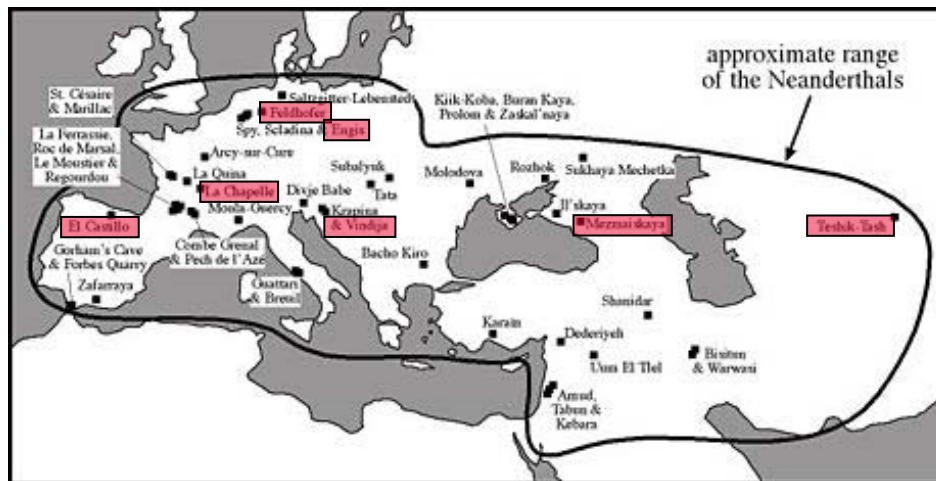 approximate range
of the Neanderthals
St. Césaire
& Marillac
Salzgitter-Lebenstedt
Feldhofer
Spy, Scladina & Engis
Kiik-Koba, Buran Kaya,
Prolom & Zaskal'naya
La Ferrassie,
Roc de Marsal,
Le Moustier &
Regourdou
Arcy-sur-Cure
La Quina
La Chapelle
Subalyuk
Tata
Molodova
Rozhok
Sukhaya Mechetka
Divje Babe
Krapina
& Vindija
Il'skaya
Mezmaiskaya
Teshik-Tash
El Castillo
Moula-Guercy
Gorham's Cave
& Forbes Quarry
Combe Grenal
& Pech de l'Azé
Bacho Kiro
Zafarraya
Guattari
& Breuil
Shanidar
Karain
Dederiyeh
Uum El Tlel
Bisitun
& Warwasi
Amud,
Tabun &
Kebara